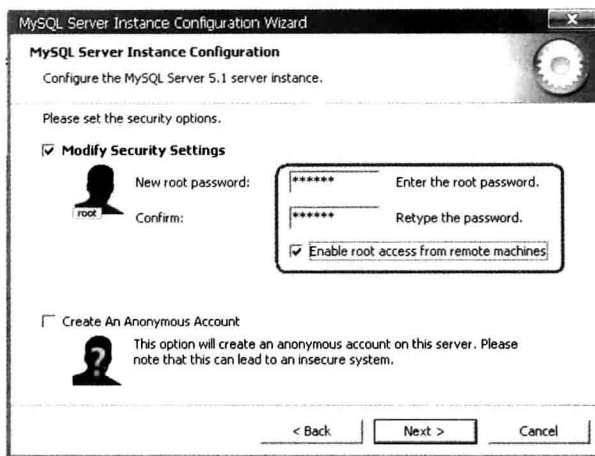 MySQL Server Instance Configuration Wizard
MySQL Server Instance Configuration
Configure the MySQL Server 5.1 server instance.
Please set the security options.
Modify Security Settings
New root password: ****** Enter the root password.
root
Confirm: ****** Retype the password.
Enable root access from remote machines
Create An Anonymous Account
This option will create an anonymous account on this server. Please
note that this can lead to an insecure system.
< Back Next > Cancel